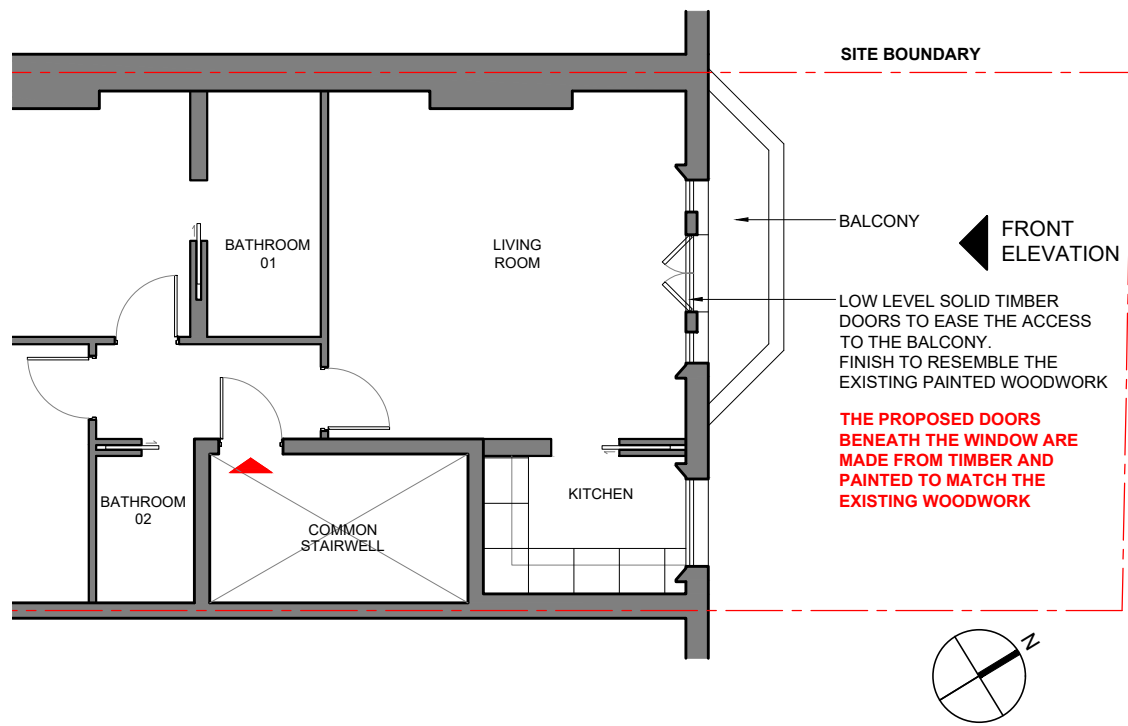 SITE BOUNDARY
BALCONY
FRONT
ELEVATION
BATHROOM
01
LIVING
ROOM
LOW LEVEL SOLID TIMBER
DOORS TO EASE THE ACCESS
TO THE BALCONY.
FINISH TO RESEMBLE THE
EXISTING PAINTED WOODWORK
THE PROPOSED DOORS
BENEATH THE WINDOW ARE
MADE FROM TIMBER AND
PAINTED TO MATCH THE
EXISTING WOODWORK
KITCHEN
BATHROOM
02
COMMON
STAIRWELL
N